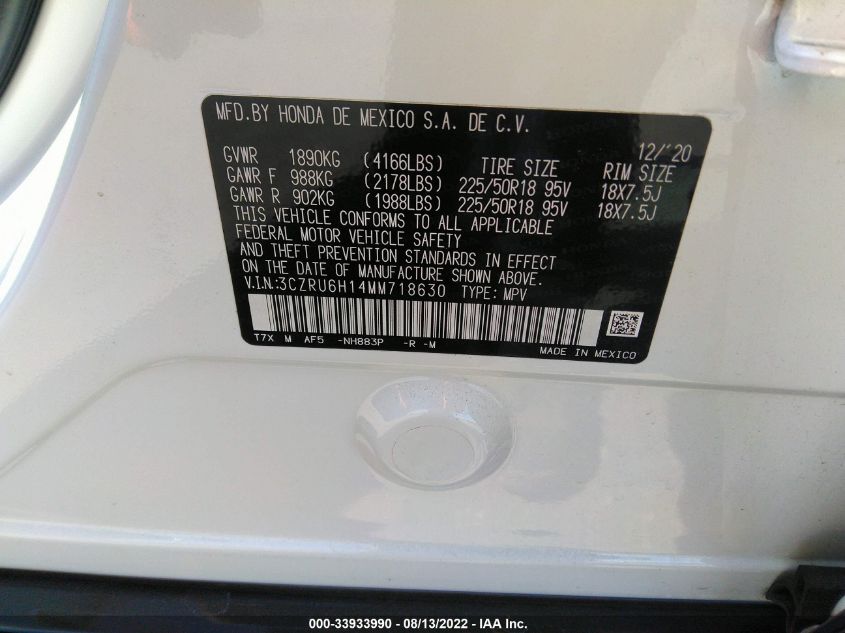 MFD.BY HONDA DE MEXICO S.A. DE C.V.
12/'20
GVWR 1890KG (4166LBS) TIRE SIZE RIM SIZE
GAWR F 988KG (2178LBS) 225/50R18 95V 18X7.5J
GAWR R 902KG (1988LBS) 225/50R18 95V 18X7.5J
THIS VEHICLE CONFORMS TO ALL APPLICABLE
FEDERAL MOTOR VEHICLE SAFETY
AND THEFT PREVENTION STANDARDS IN EFFECT
ON THE DATE OF MANUFACTURE SHOWN ABOVE.
V.I.N.:3CZRU6H14MM718630 TYPE: MPV
T7X M AF5 -NH883P -R -M
MADE IN MEXICO
000-33933990 - 08/13/2022 - IAA Inc.